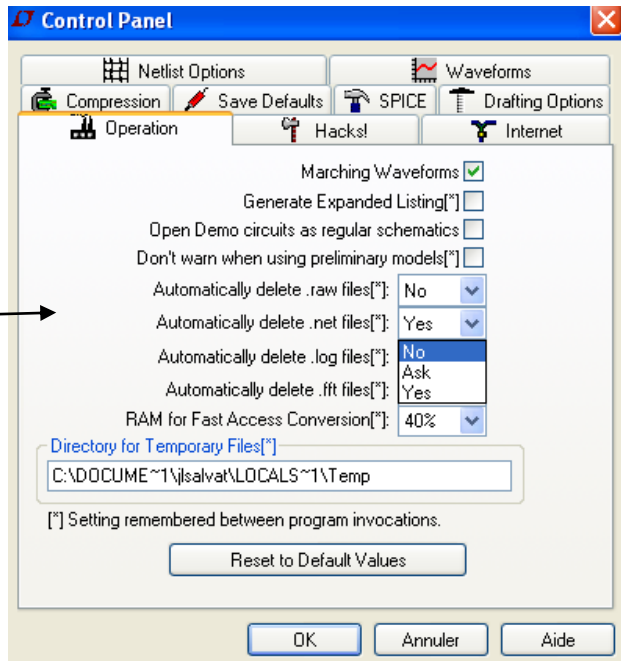 Control Panel
Netlist Options
Waveforms
Compression
Save Defaults
SPICE
Drafting Options
Operation
Hacks!
Internet
Marching Waveforms
Generate Expanded Listing[*]
Open Demo circuits as regular schematics
Don't warn when using preliminary models[*]
Automatically delete .raw files[*]: No
Automatically delete .net files[*]: Yes
Automatically delete .log files[*]: No
Ask
Automatically delete .fft files[*]: Yes
RAM for Fast Access Conversion[*]: 40%
Directory for Temporary Files[*]
C:\DOCUME~1\jlsalvat\LOCALS~1\Temp
[*] Setting remembered between program invocations.
Reset to Default Values
OK
Annuler
Aide